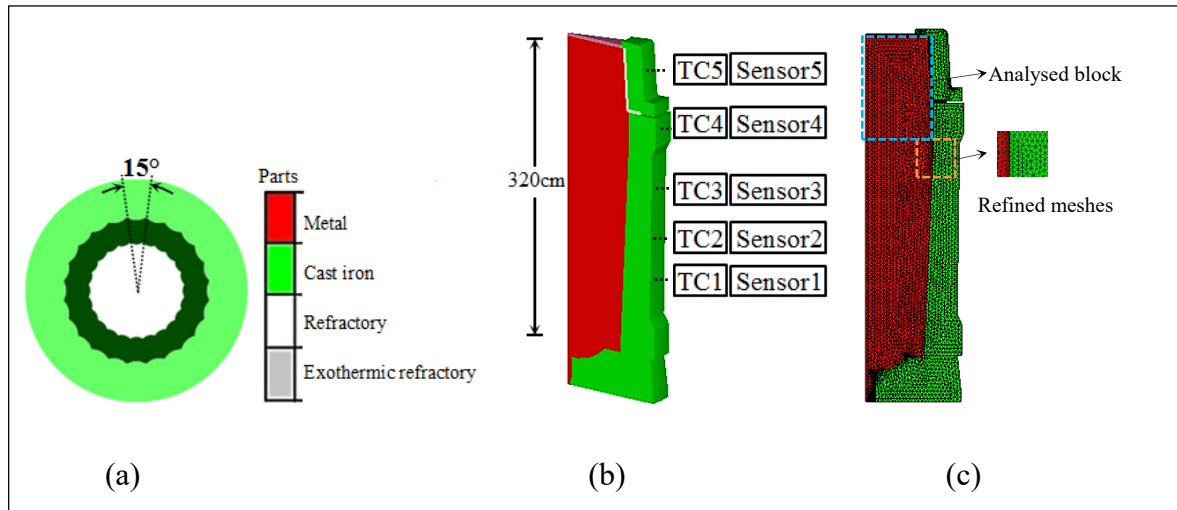 15°
Parts
Metal
Cast iron
Refractory
Exothermic refractory
320cm
TC5 Sensor5
TC4 Sensor4
TC3 Sensor3
TC2 Sensor2
TC1 Sensor1
Analysed block
Refined meshes
(a)
(b)
(c)